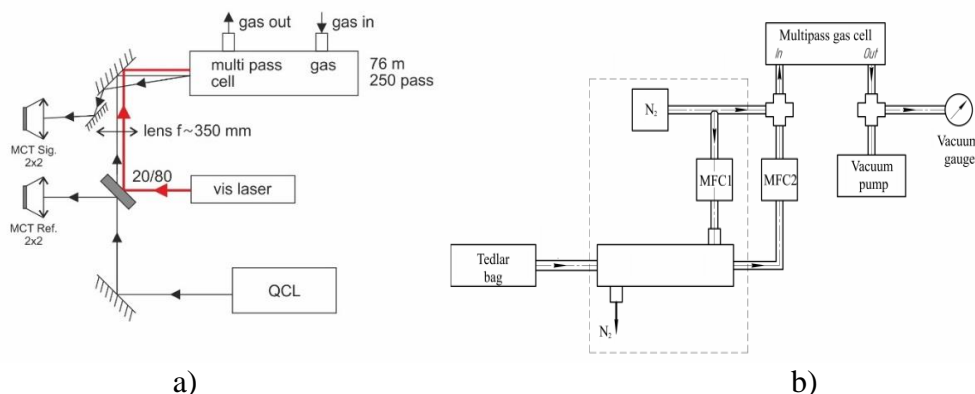 gas out
gas in
multi pass
cell
gas
76 m
250 pass
MCT Sig.
2x2
lens f~350 mm
20/80
vis laser
MCT Ref.
2x2
QCL
a)
Multipass gas cell
In
Out
N₂
MFC1
MFC2
Vacuum
gauge
Vacuum
pump
Tedlar
bag
N₂
b)